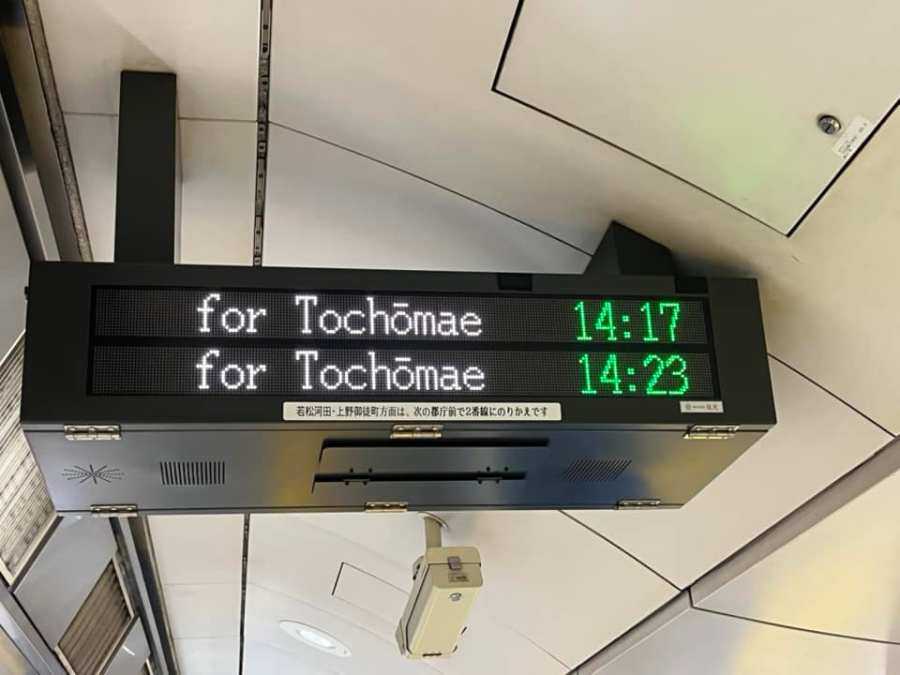 for Tochōmae 14:17
for Tochōmae 14:23
若松河田・上野御徒町方面は、次の都庁前で2番線にのりかえです